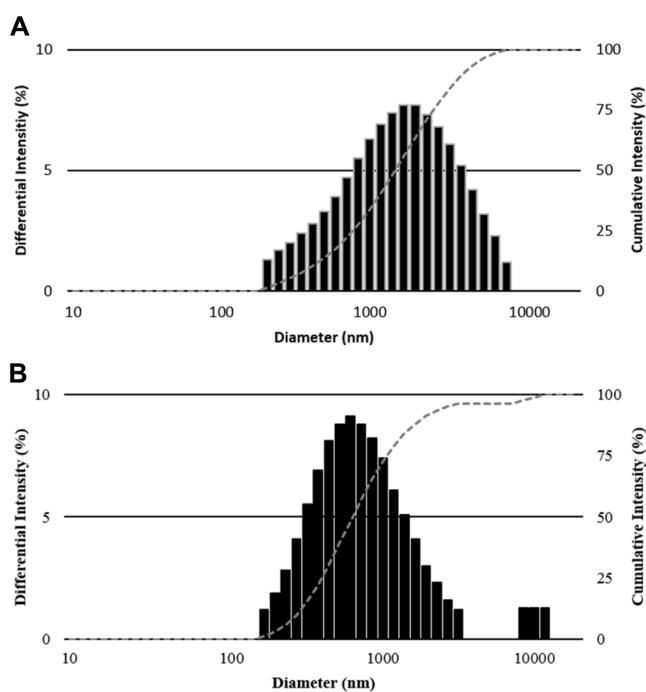 A
10 100
Differential Intensitiy (%)
75
5 50
25
0 0
Cumulative Intensity (%)
10 100 1000 10000
Diameter (nm)
B
10 100
Differential Intensity (%)
75
5 50
25
0 0
Cumulative Intensity (%)
10 100 1000 10000
Diameter (nm)